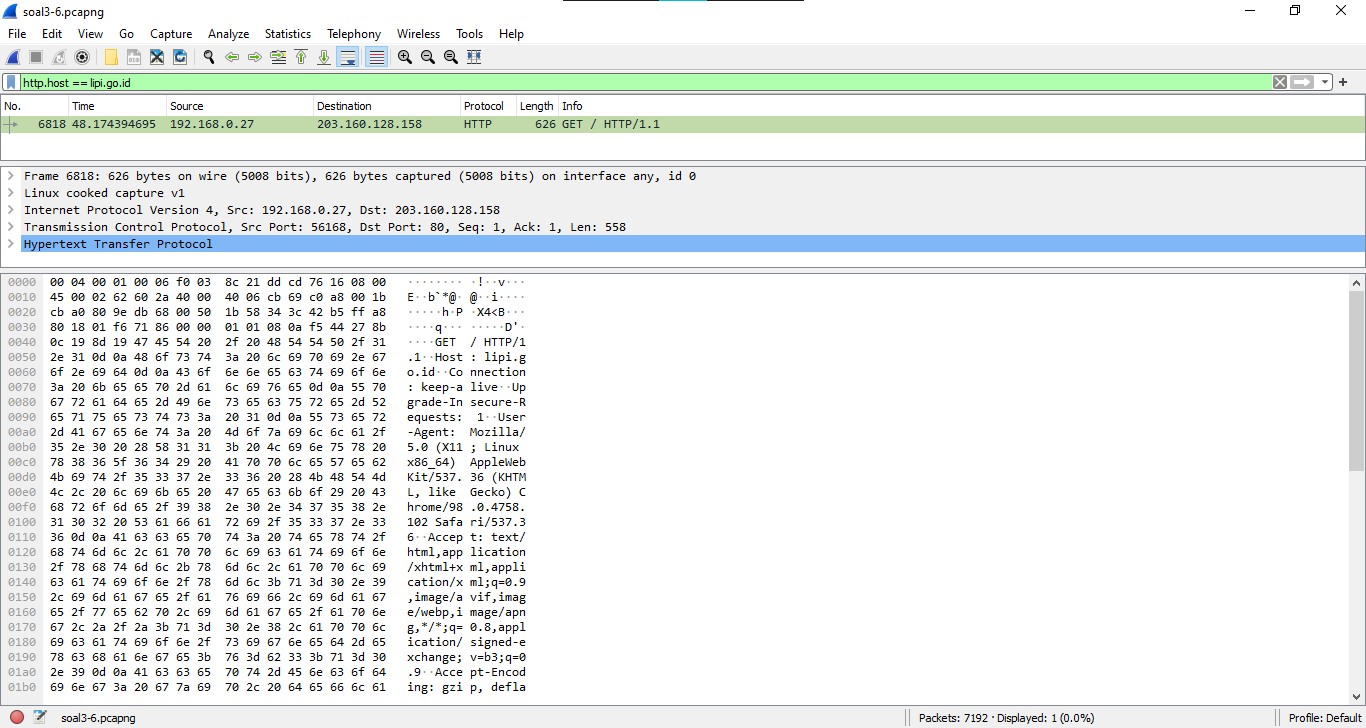 soal3-6.pcapng
File Edit View Go Capture Analyze Statistics Telephony Wireless Tools Help
http.host == lipi.go.id
No. Time Source Destination Protocol Length Info
6818 48.174394695 192.168.0.27 203.160.128.158 HTTP 626 GET / HTTP/1.1
Frame 6818: 626 bytes on wire (5008 bits), 626 bytes captured (5008 bits) on interface any, id 0
Linux cooked capture v1
Internet Protocol Version 4, Src: 192.168.0.27, Dst: 203.160.128.158
Transmission Control Protocol, Src Port: 56168, Dst Port: 80, Seq: 1, Ack: 1, Len: 558
Hypertext Transfer Protocol
0000 00 04 00 01 00 06 f0 03 8c 21 dd cd 76 16 08 00 ········ ·!··v···
0010 45 00 02 62 60 2a 40 00 40 06 cb 69 c0 a8 00 1b E··b`*@· @··i····
0020 cb a0 80 9e db 68 00 50 1b 58 34 3c 42 b5 ff a8 ·····h·P ·X4<B···
0030 80 18 01 f6 71 86 00 00 01 01 08 0a f5 44 27 8b ····q··· ·····D'·
0040 0c 19 8d 19 47 45 54 20 2f 20 48 54 54 50 2f 31 ····GET / HTTP/1
0050 2e 31 0d 0a 48 6f 73 74 3a 20 6c 69 70 69 2e 67 .1··Host : lipi.g
0060 6f 2e 69 64 0d 0a 43 6f 6e 6e 65 63 74 69 6f 6e o.id··Co nnection
0070 3a 20 6b 65 65 70 2d 61 6c 69 76 65 0d 0a 55 70 : keep-a live··Up
0080 67 72 61 64 65 2d 49 6e 73 65 63 75 72 65 2d 52 grade-In secure-R
0090 65 71 75 65 73 74 73 3a 20 31 0d 0a 55 73 65 72 equests: 1··User
00a0 2d 41 67 65 6e 74 3a 20 4d 6f 7a 69 6c 6c 61 2f -Agent: Mozilla/
00b0 35 2e 30 20 28 58 31 31 3b 20 4c 69 6e 75 78 20 5.0 (X11 ; Linux
00c0 78 38 36 5f 36 34 29 20 41 70 70 6c 65 57 65 62 x86_64) AppleWeb
00d0 4b 69 74 2f 35 33 37 2e 33 36 20 28 4b 48 54 4d Kit/537. 36 (KHTM
00e0 4c 2c 20 6c 69 6b 65 20 47 65 63 6b 6f 29 20 43 L, like Gecko) C
00f0 68 72 6f 6d 65 2f 39 38 2e 30 2e 34 37 35 38 2e hrome/98 .0.4758.
0100 31 30 32 20 53 61 66 61 72 69 2f 35 33 37 2e 33 102 Safa ri/537.3
0110 36 0d 0a 41 63 63 65 70 74 3a 20 74 65 78 74 2f 6··Accep t: text/
0120 68 74 6d 6c 2c 61 70 70 6c 69 63 61 74 69 6f 6e html,app lication
0130 2f 78 68 74 6d 6c 2b 78 6d 6c 2c 61 70 70 6c 69 /xhtml+x ml,appli
0140 63 61 74 69 6f 6e 2f 78 6d 6c 3b 71 3d 30 2e 39 cation/x ml;q=0.9
0150 2c 69 6d 61 67 65 2f 61 76 69 66 2c 69 6d 61 67 ,image/a vif,imag
0160 65 2f 77 65 62 70 2c 69 6d 61 67 65 2f 61 70 6e e/webp,i mage/apn
0170 67 2c 2a 2f 2a 3b 71 3d 30 2e 38 2c 61 70 70 6c g,*/*;q= 0.8,appl
0180 69 63 61 74 69 6f 6e 2f 73 69 67 6e 65 64 2d 65 ication/ signed-e
0190 78 63 68 61 6e 67 65 3b 76 3d 62 33 3b 71 3d 30 xchange; v=b3;q=0
01a0 2e 39 0d 0a 41 63 63 65 70 74 2d 45 6e 63 6f 64 .9··Acce pt-Encod
01b0 69 6e 67 3a 20 67 7a 69 70 2c 20 64 65 66 6c 61 ing: gzi p, defla
soal3-6.pcapng Packets: 7192 · Displayed: 1 (0.0%) Profile: Default